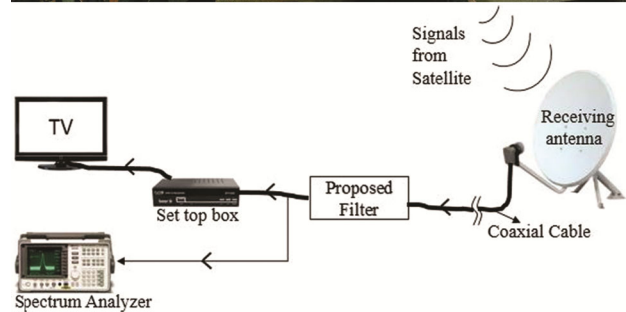 Signals
from
Satellite
Receiving
antenna
TV
Proposed
Filter
Set top box
Coaxial Cable
Spectrum Analyzer